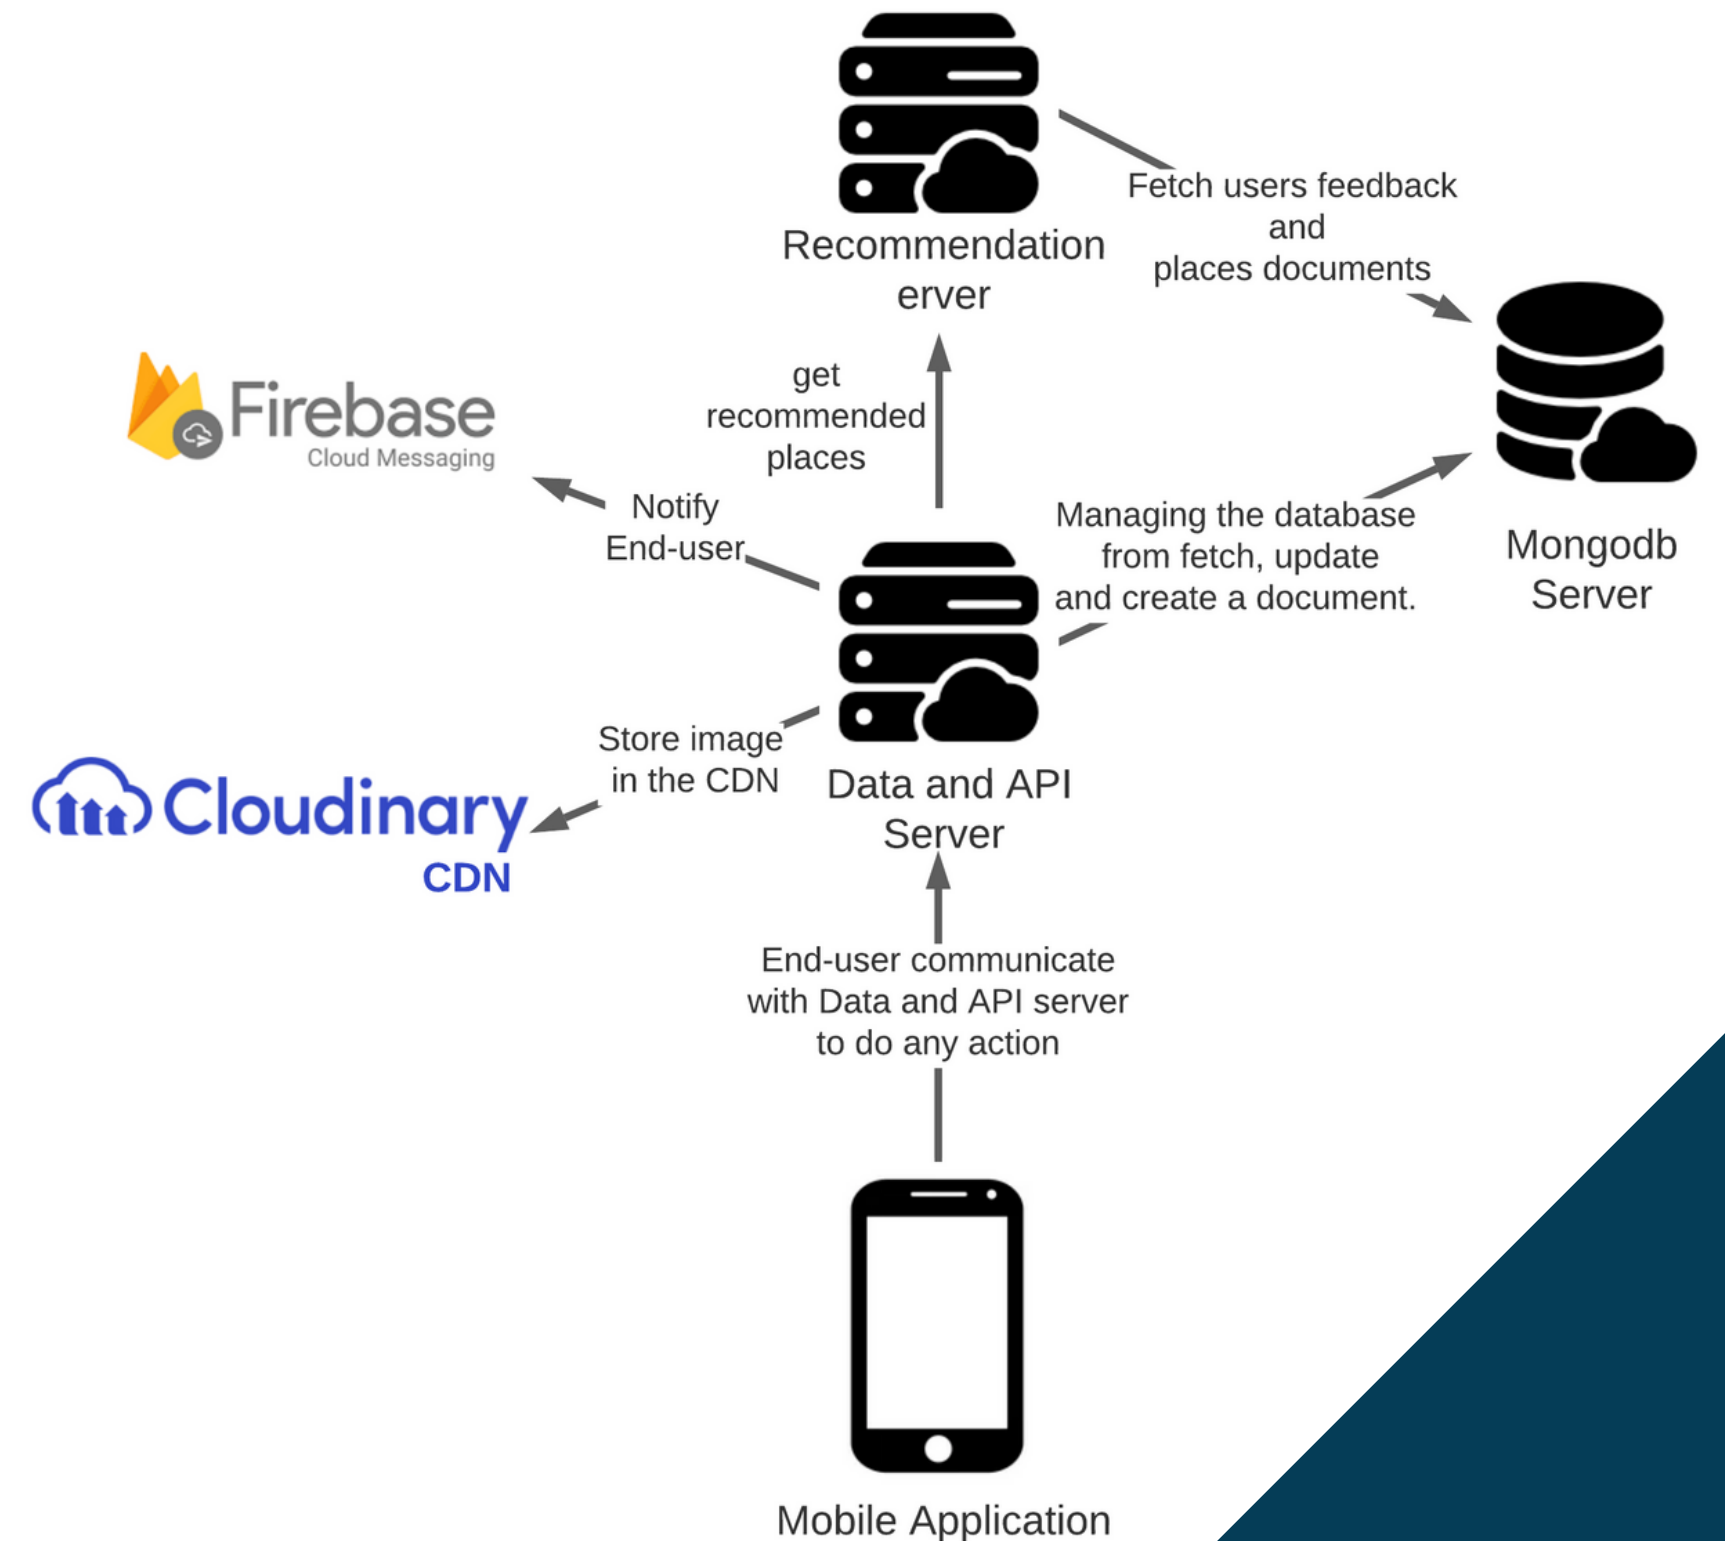 Recommendation
erver
Fetch users feedback
and
places documents
get
recommended
places
Firebase
Cloud Messaging
Notify
End-user
Managing the database
from fetch, update
and create a document.
Mongodb
Server
Store image
in the CDN
Cloudinary
CDN
Data and API
Server
End-user communicate
with Data and API server
to do any action
Mobile Application